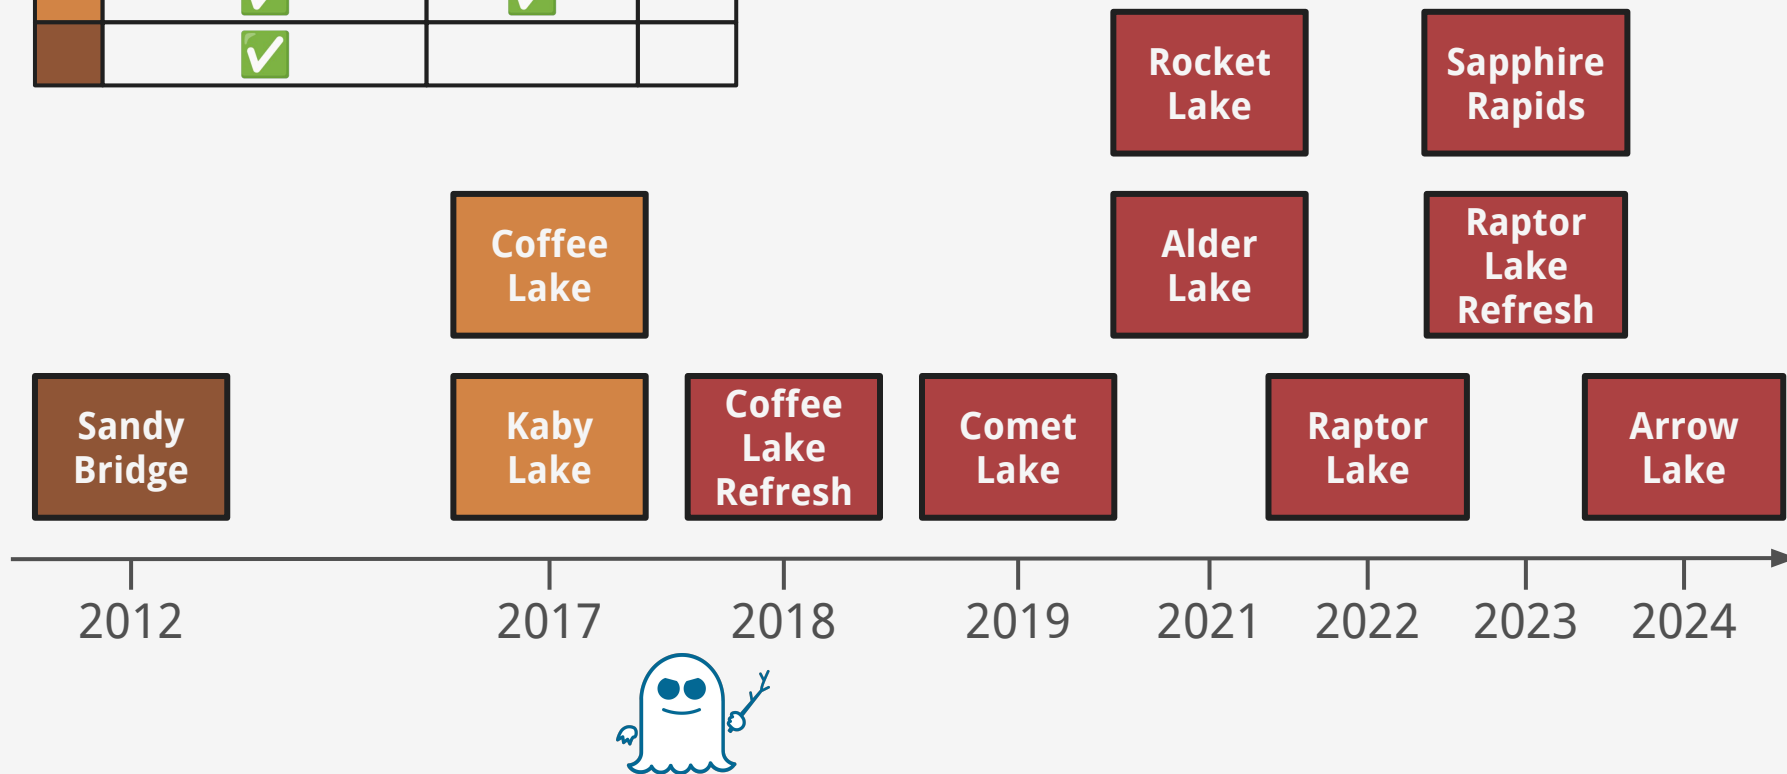 Rocket
Lake
Sapphire
Rapids
Coffee
Lake
Alder
Lake
Raptor
Lake
Refresh
Sandy
Bridge
Kaby
Lake
Coffee
Lake
Refresh
Comet
Lake
Raptor
Lake
Arrow
Lake
2012
2017
2018
2019
2021
2022
2023
2024